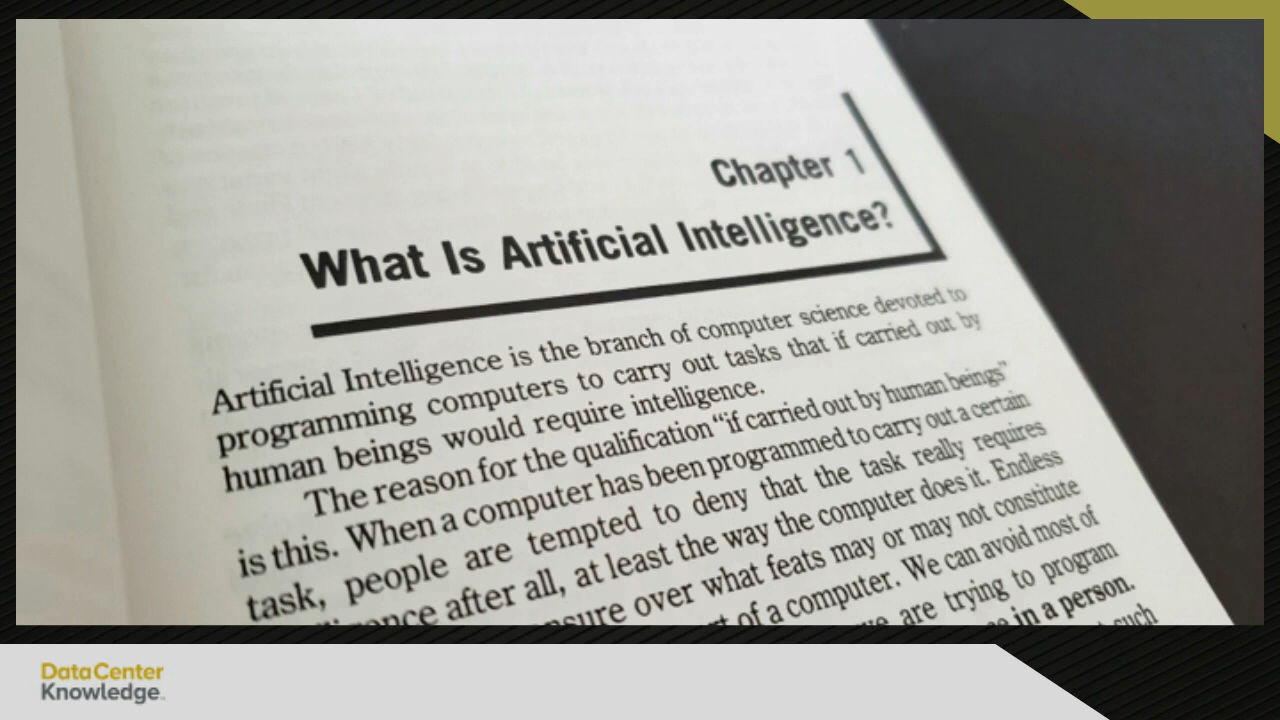 Chapter 1
What Is Artificial Intelligence?
Artificial Intelligence is the branch of computer science devoted to
programming computers to carry out tasks that if carried out by
human beings would require intelligence.
The reason for the qualification “if carried out by human beings”
is this. When a computer has been programmed to carry out a certain
task, people are tempted to deny that the task really requires
after all, at least the way the computer does it. Endless
over what feats may or may not constitute
of a computer. We can avoid most of
are trying to program
in a person.
such
DataCenter
Knowledge